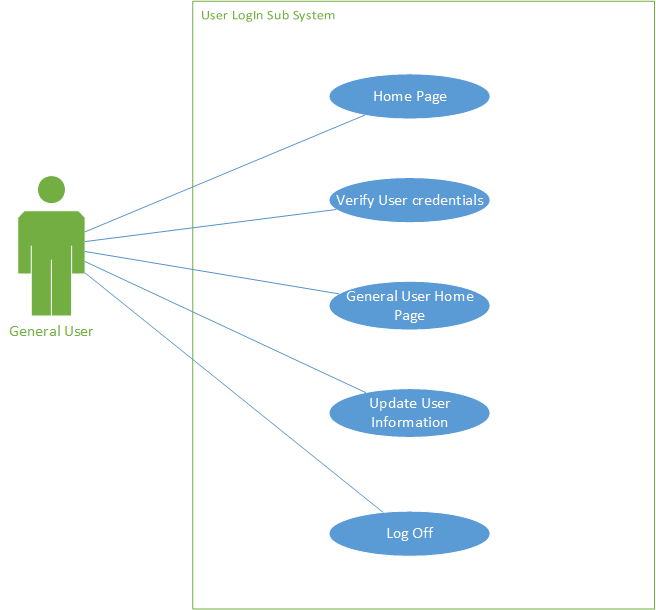 User LogIn Sub System
Home Page
Verify User credentials
General User Home
Page
General User
Update User
Information
Log Off